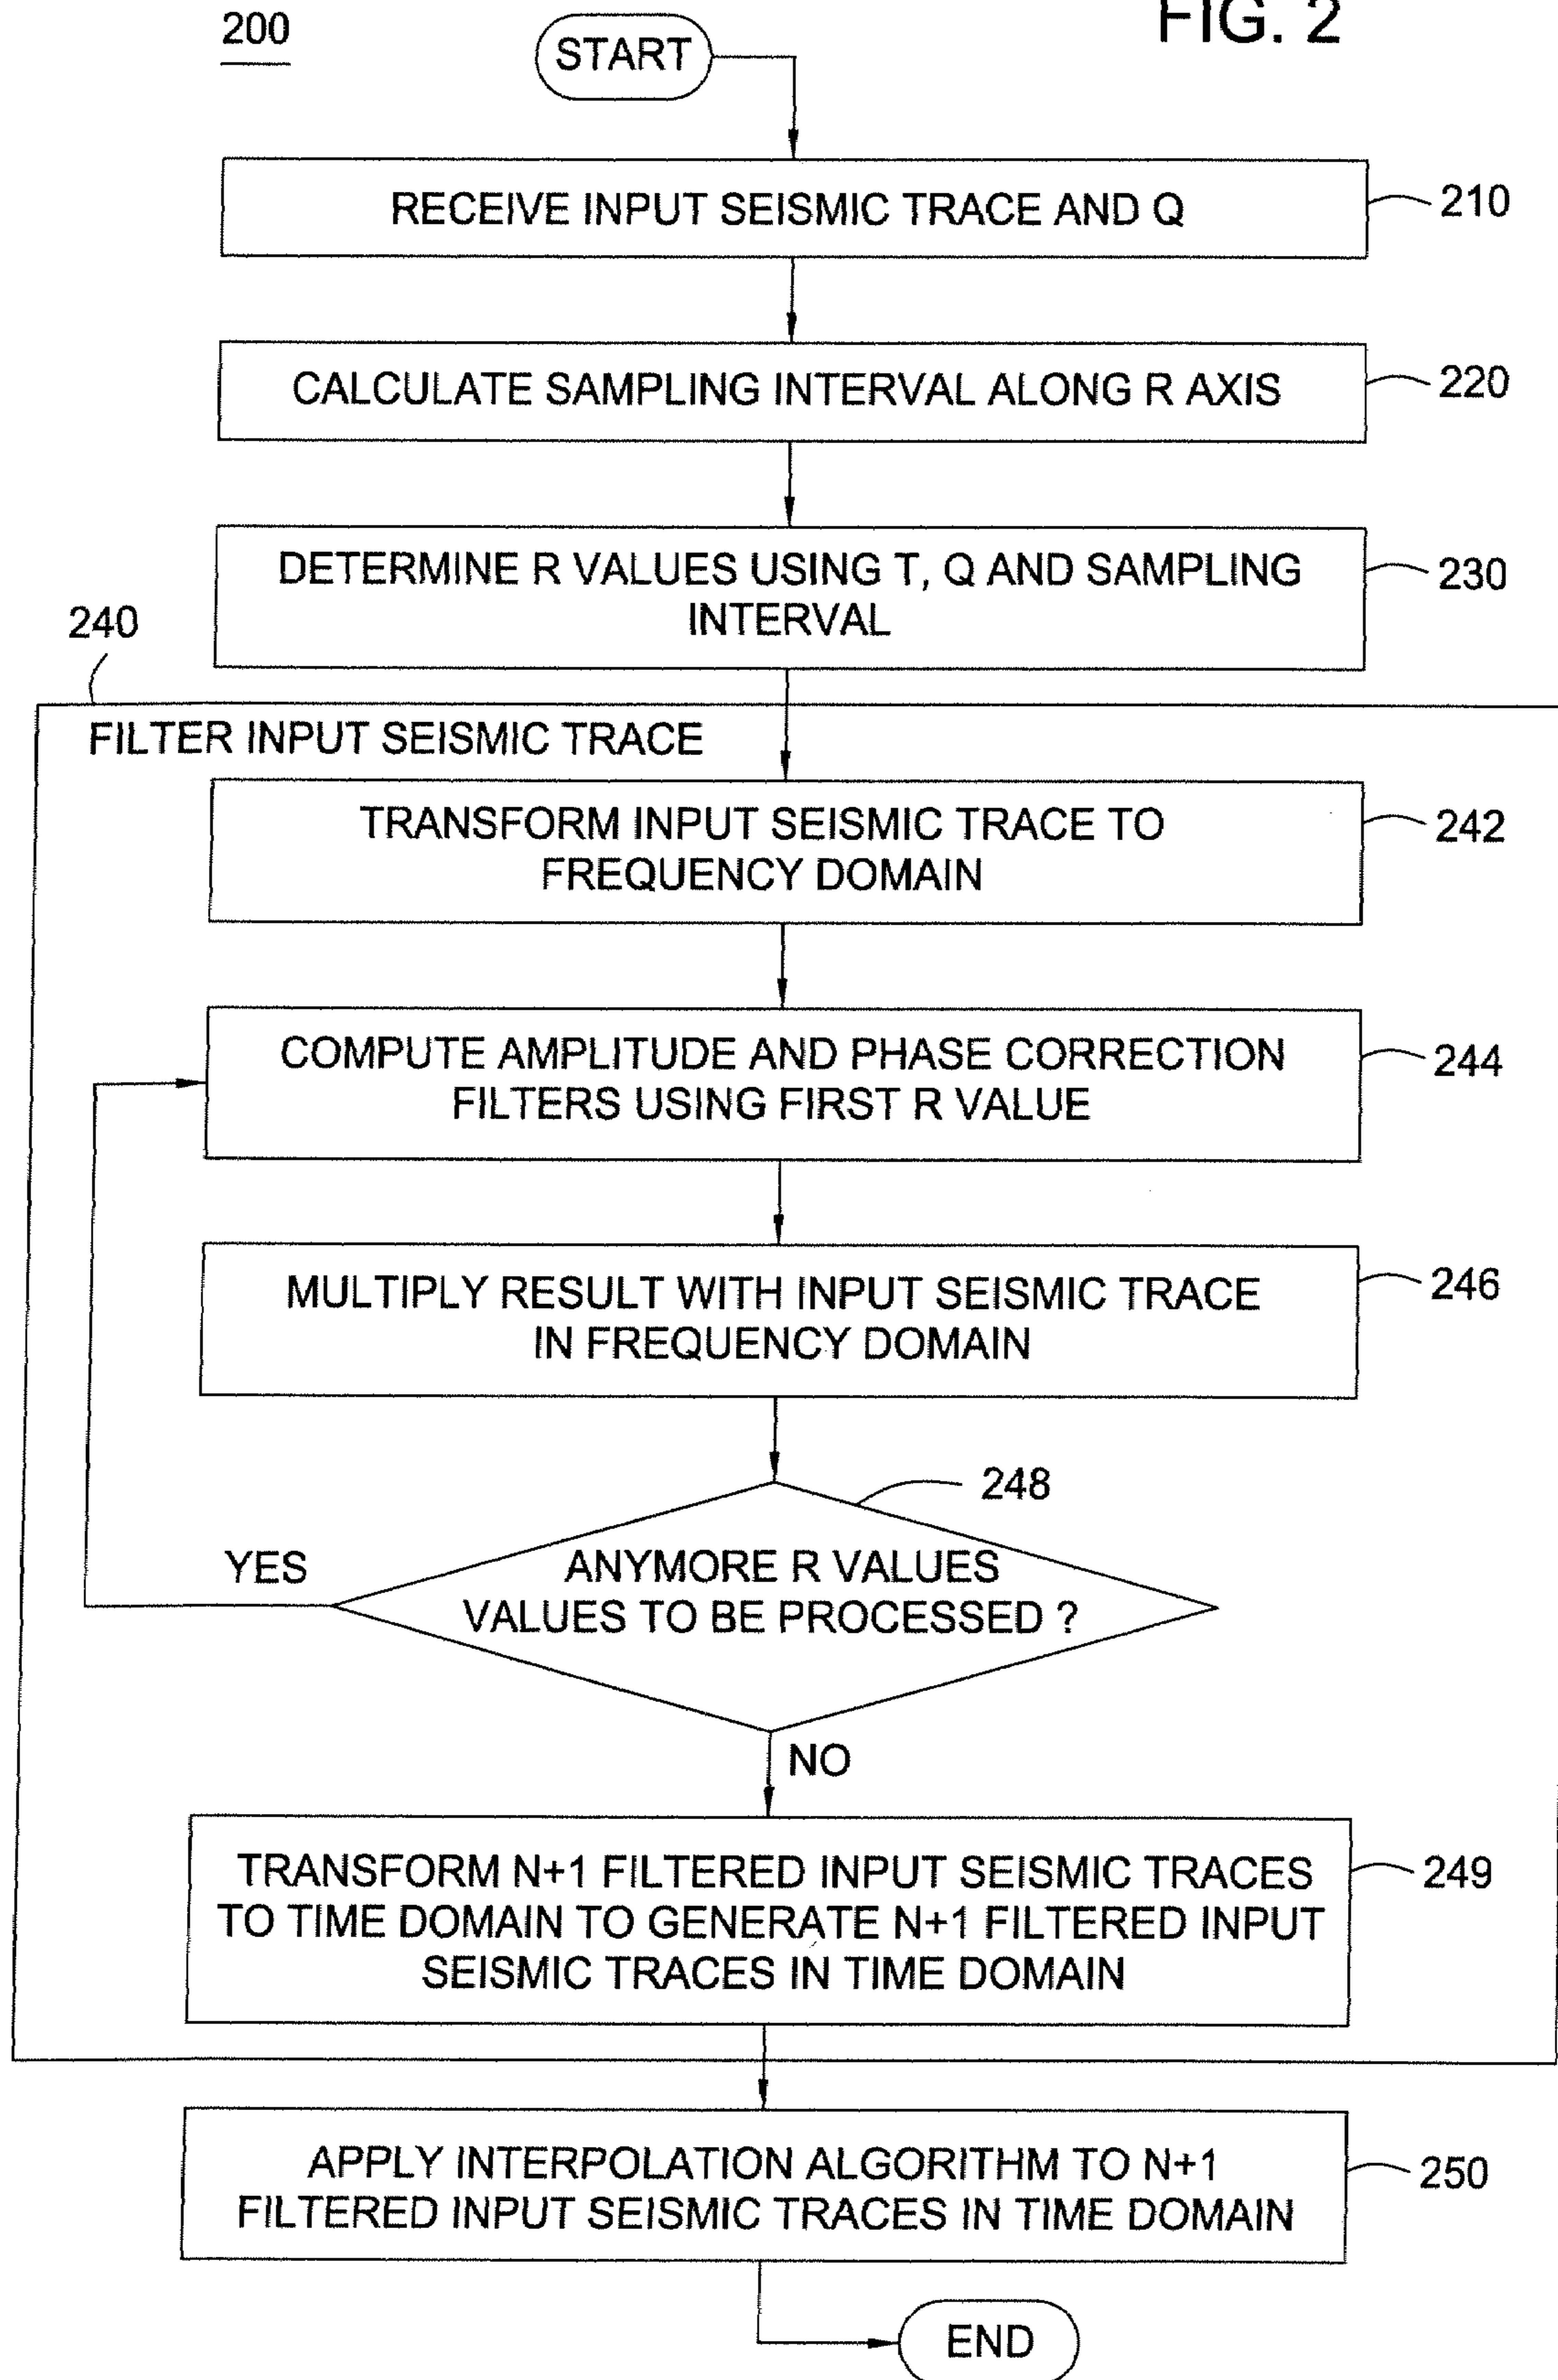 200
FIG. 2
START
RECEIVE INPUT SEISMIC TRACE AND Q
210
CALCULATE SAMPLING INTERVAL ALONG R AXIS
220
DETERMINE R VALUES USING T, Q AND SAMPLING
INTERVAL
230
240
FILTER INPUT SEISMIC TRACE
TRANSFORM INPUT SEISMIC TRACE TO
FREQUENCY DOMAIN
242
COMPUTE AMPLITUDE AND PHASE CORRECTION
FILTERS USING FIRST R VALUE
244
MULTIPLY RESULT WITH INPUT SEISMIC TRACE
IN FREQUENCY DOMAIN
246
248
YES
ANYMORE R VALUES
VALUES TO BE PROCESSED ?
NO
TRANSFORM N+1 FILTERED INPUT SEISMIC TRACES
TO TIME DOMAIN TO GENERATE N+1 FILTERED INPUT
SEISMIC TRACES IN TIME DOMAIN
249
APPLY INTERPOLATION ALGORITHM TO N+1
FILTERED INPUT SEISMIC TRACES IN TIME DOMAIN
250
END